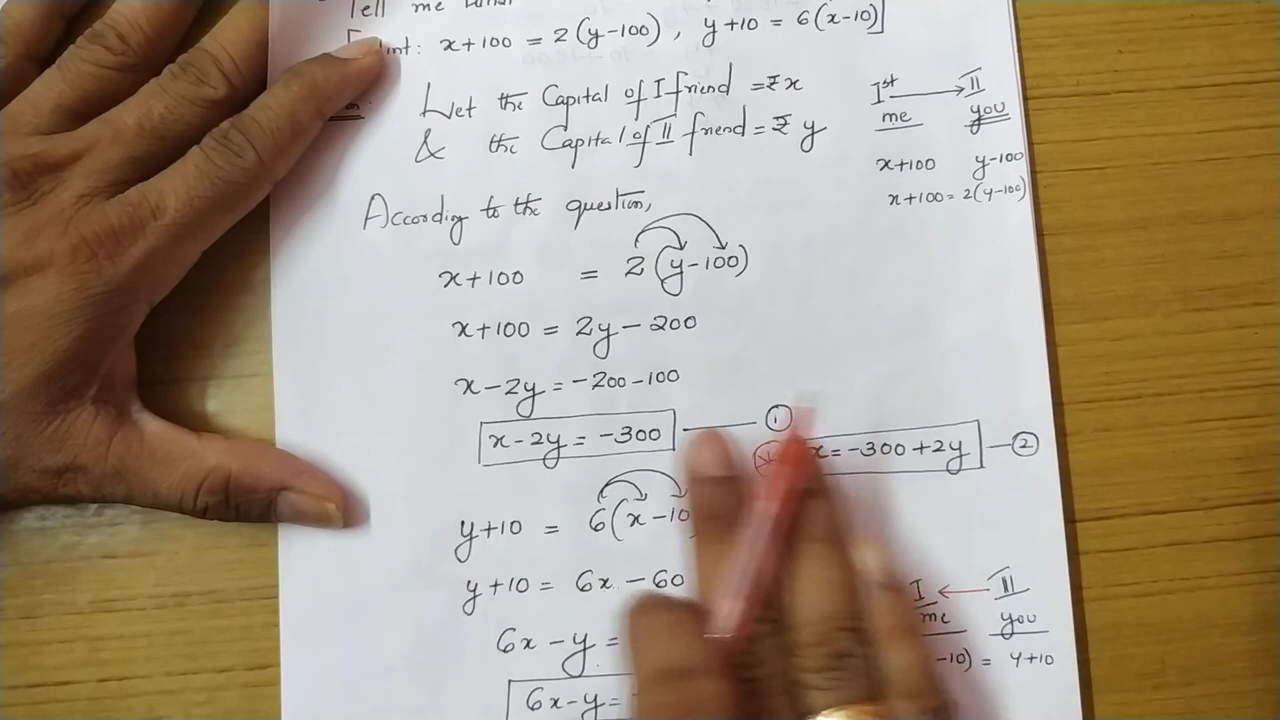 Tell me
x+100 = 2(y-100), y+10 = 6(x-10)]
Let the Capital of I friend = ₹ x
& the Capital of II friend = ₹ y
Ist → II
me you
x+100 y-100
x+100 = 2(y-100)
According to the question,
x+100 = 2(y-100)
x+100 = 2y-200
x-2y = -200-100
x-2y = -300 — ①
x = -300+2y — ②
y+10 = 6(x-10
y+10 = 6x-60
6x-y =
6x-y =
I ← II
me you
-10) = y+10